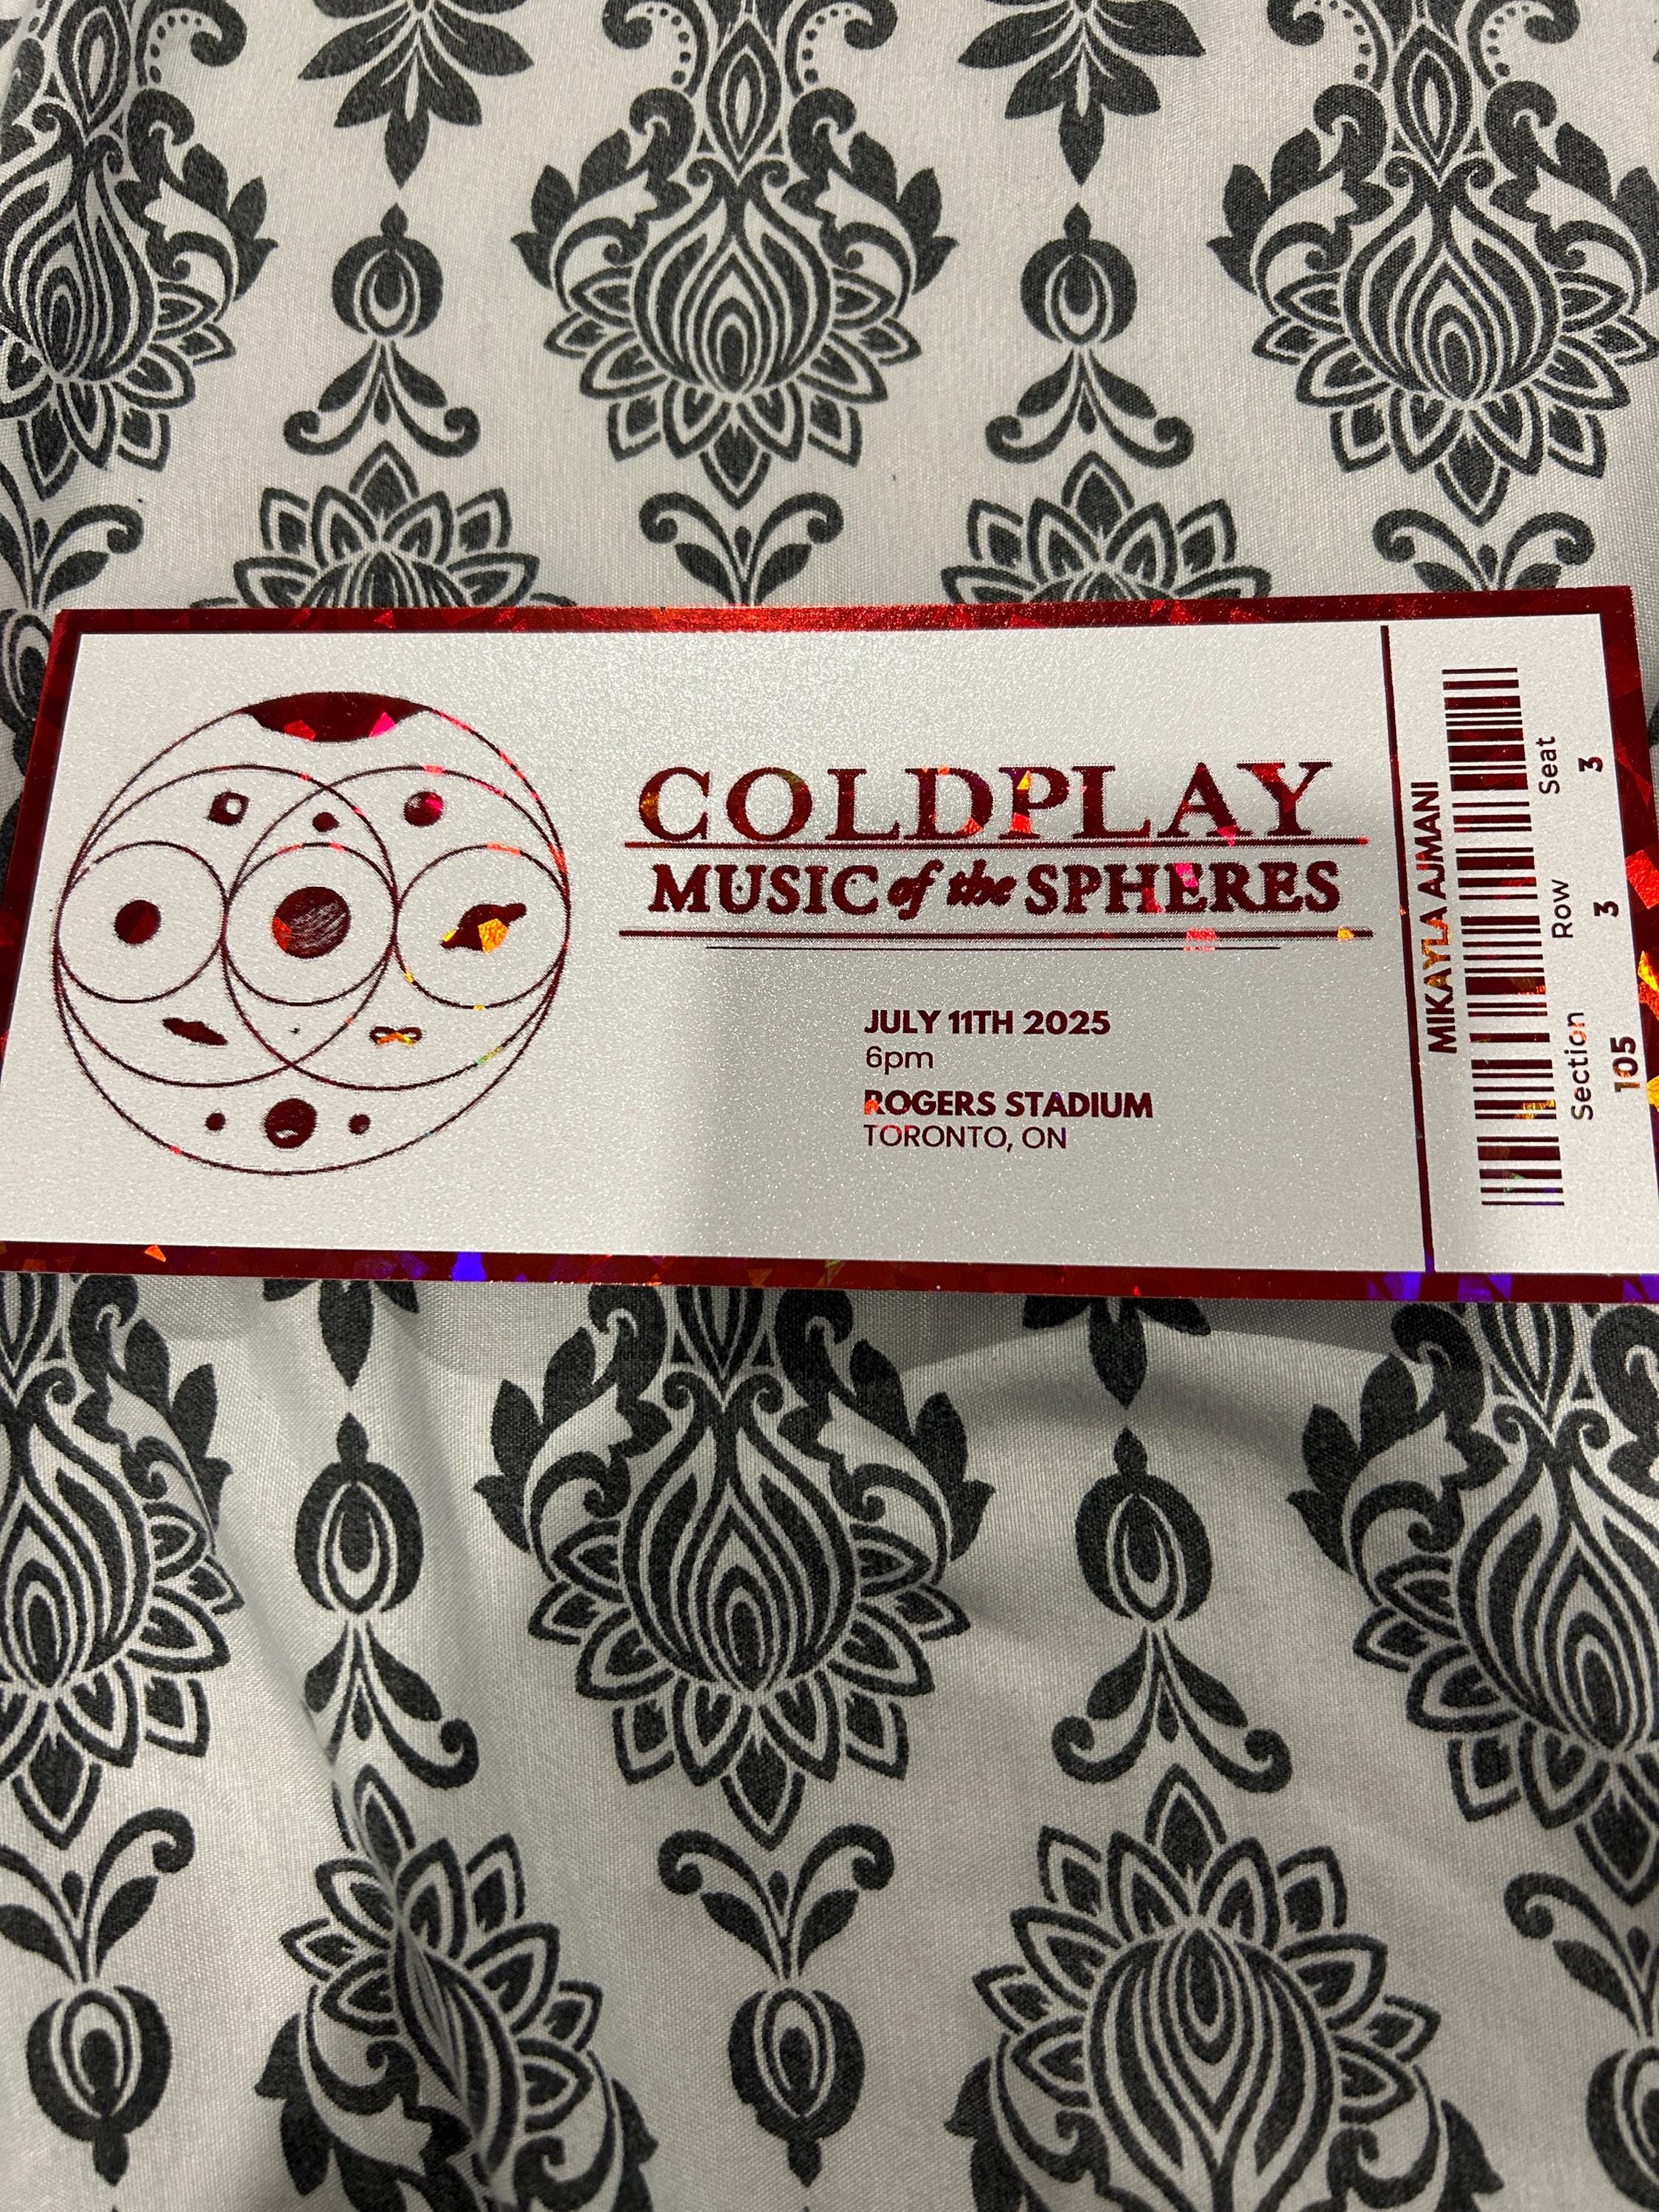 COLDPLAY
MUSIC of the SPHERES
JULY 11TH 2025
6pm
ROGERS STADIUM
TORONTO, ON
MIKAYLA AJMANI
Section Row Seat
105 3 3